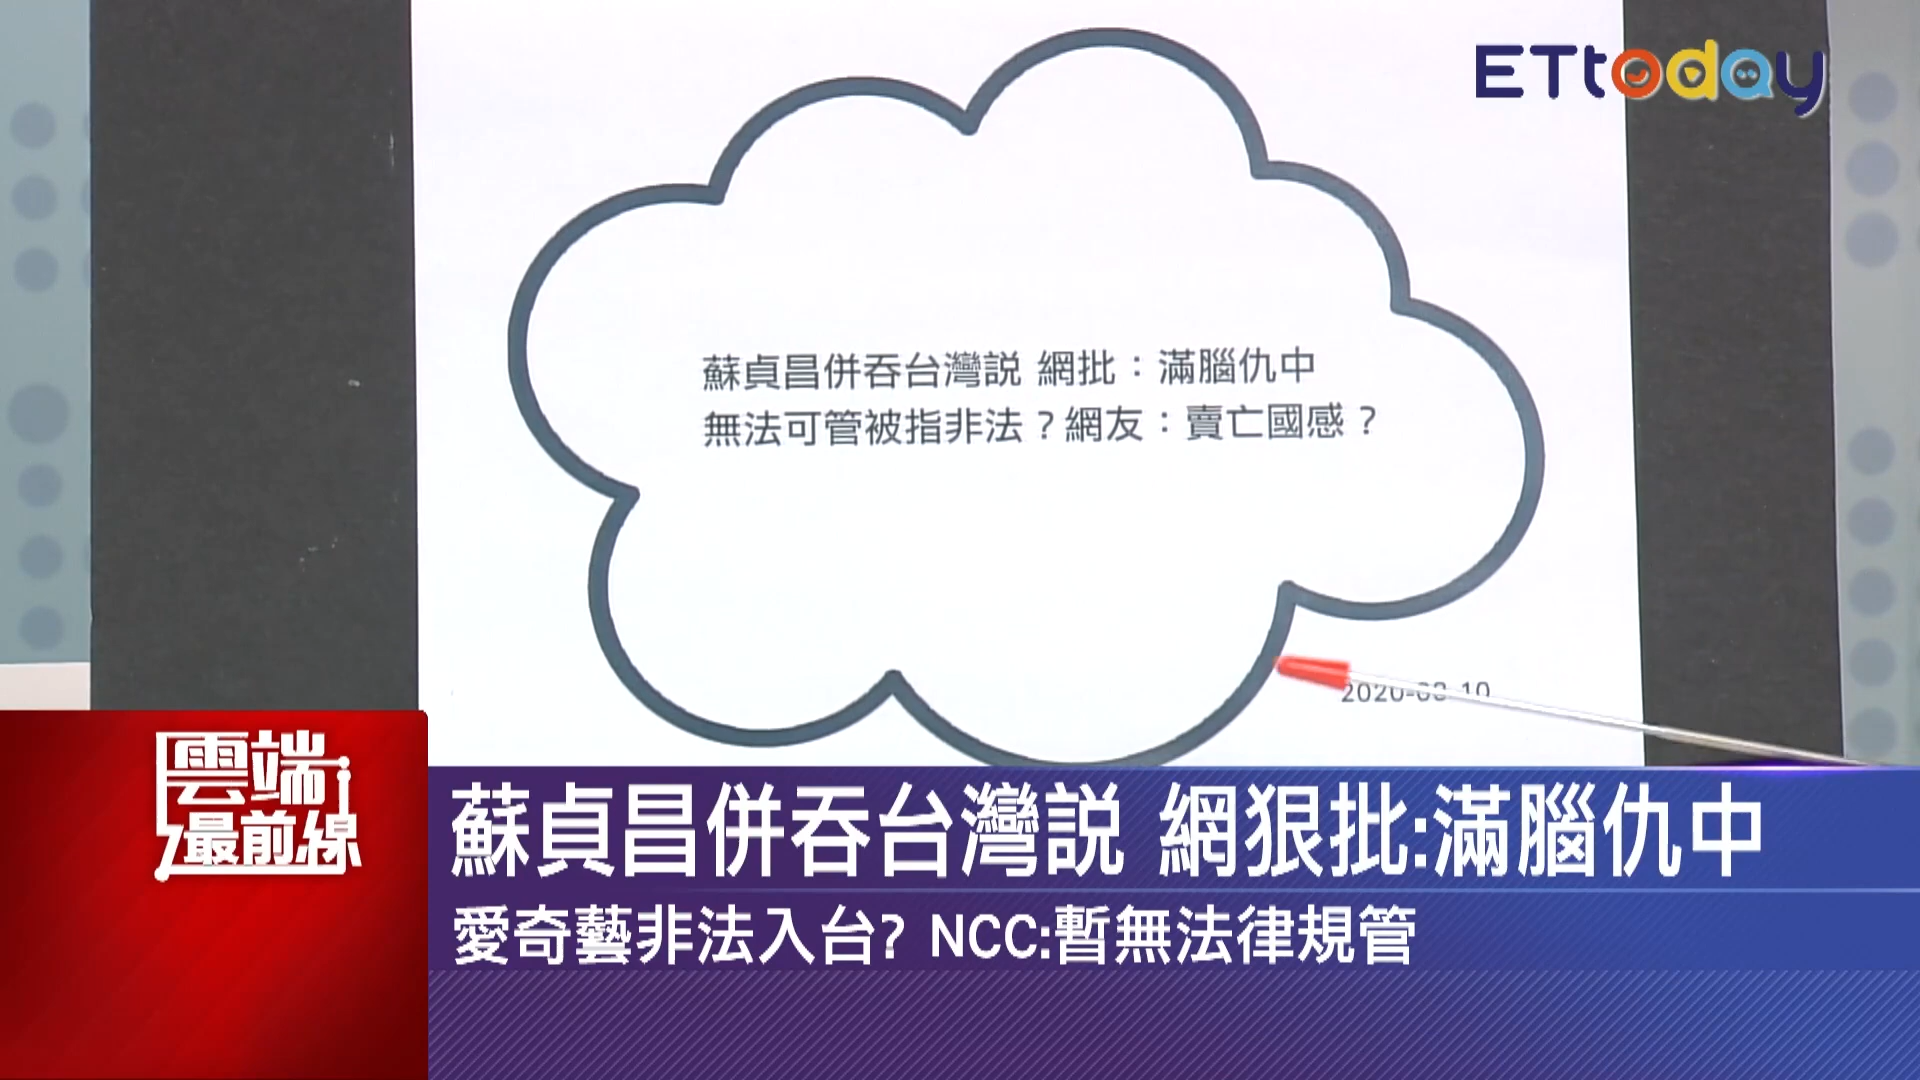 ETtoday
蘇貞昌併吞台灣説 網批：滿腦仇中
無法可管被指非法？網友：賣亡國感？
雲端
最前線
蘇貞昌併吞台灣説 網狠批:滿腦仇中
愛奇藝非法入台? NCC:暫無法律規管